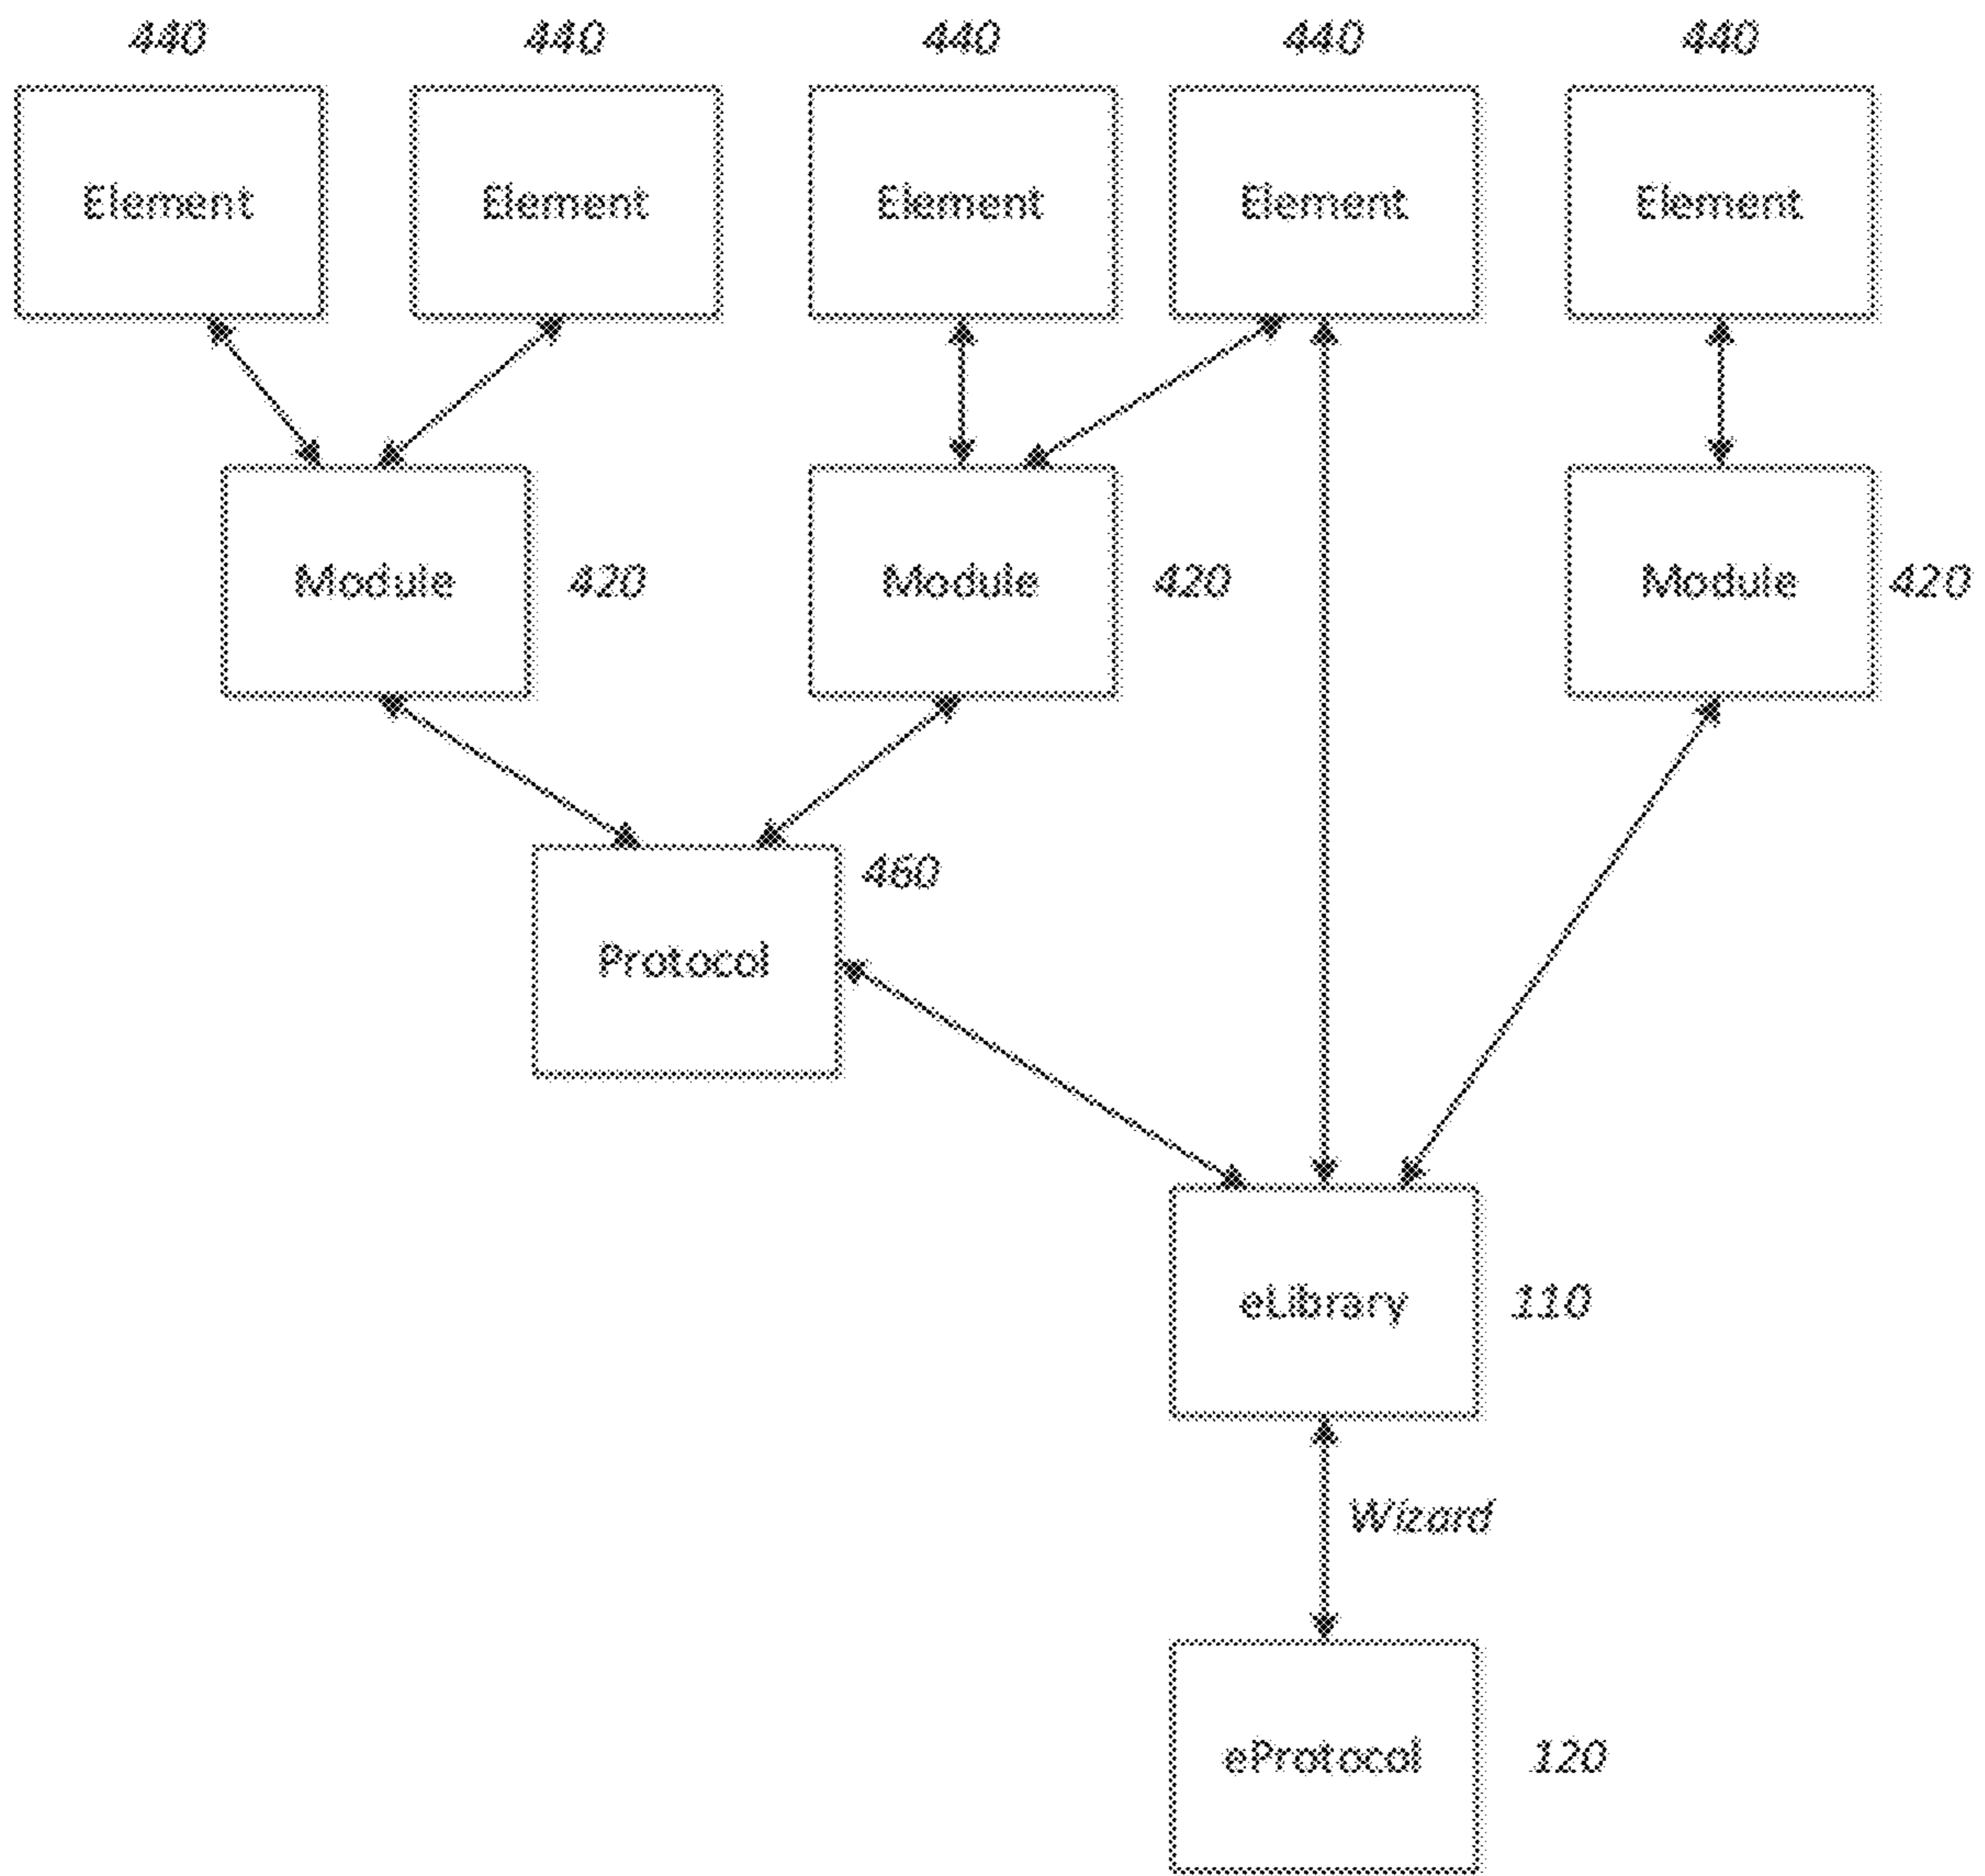 440 440 440 440 440
Element Element Element Element Element
Module 420 Module 420 Module 420
460
Protocol
eLibrary 110
Wizard
eProtocol 120